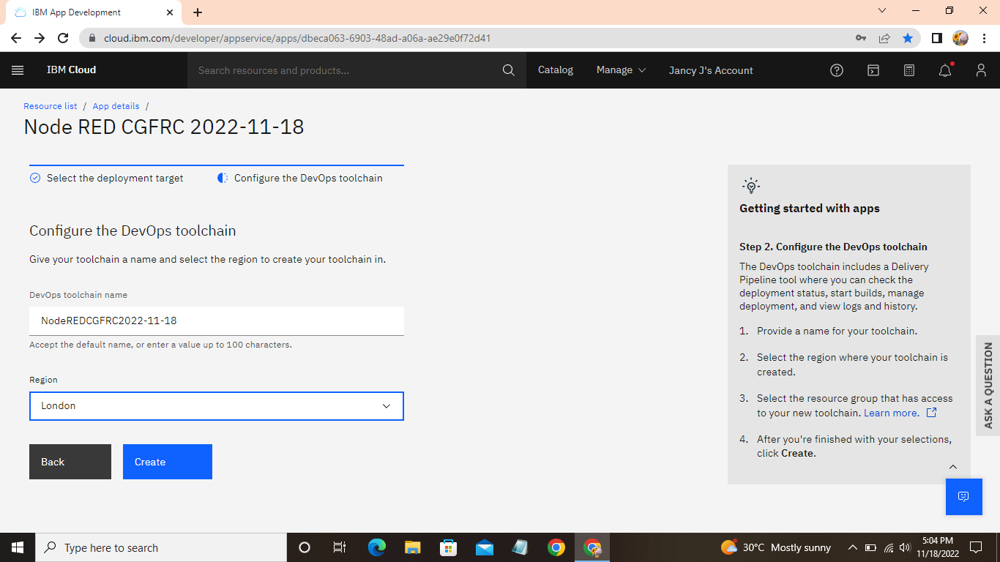 IBM App Development
cloud.ibm.com/developer/appservice/apps/dbeca063-6903-48ad-a06a-ae29e0f72d41
IBM Cloud
Search resources and products...
Catalog
Manage
Jancy J's Account
Resource list / App details /
Node RED CGFRC 2022-11-18
Select the deployment target
Configure the DevOps toolchain
Configure the DevOps toolchain
Give your toolchain a name and select the region to create your toolchain in.
DevOps toolchain name
NodeREDCGFRC2022-11-18
Accept the default name, or enter a value up to 100 characters.
Region
London
Back
Create
Getting started with apps
Step 2. Configure the DevOps toolchain
The DevOps toolchain includes a Delivery
Pipeline tool where you can check the
deployment status, start builds, manage
deployment, and view logs and history.
1. Provide a name for your toolchain.
2. Select the region where your toolchain is
created.
3. Select the resource group that has access
to your new toolchain. Learn more.
4. After you're finished with your selections,
click Create.
ASK A QUESTION
Type here to search
30°C Mostly sunny
5:04 PM
11/18/2022